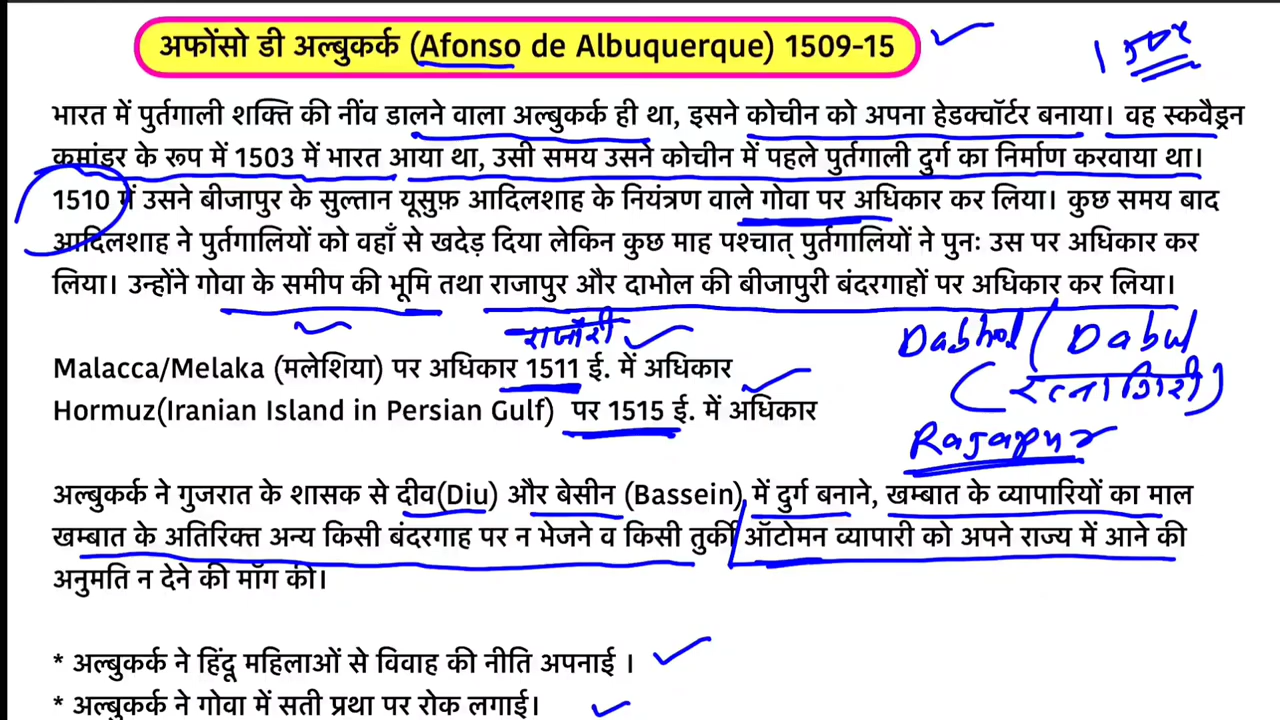 अफोंसो डी अल्बुकर्क (Afonso de Albuquerque) 1509-15
भारत में पुर्तगाली शक्ति की नींव डालने वाला अल्बुकर्क ही था, इसने कोचीन को अपना हेडक्वॉर्टर बनाया। वह स्क्वैड्रन
कमांडर के रूप में 1503 में भारत आया था, उसी समय उसने कोचीन में पहले पुर्तगाली दुर्ग का निर्माण करवाया था।
1510 में उसने बीजापुर के सुल्तान यूसुफ़ आदिलशाह के नियंत्रण वाले गोवा पर अधिकार कर लिया। कुछ समय बाद
आदिलशाह ने पुर्तगालियों को वहाँ से खदेड़ दिया लेकिन कुछ माह पश्चात् पुर्तगालियों ने पुनः उस पर अधिकार कर
लिया। उन्होंने गोवा के समीप की भूमि तथा राजापुर और दाभोल की बीजापुरी बंदरगाहों पर अधिकार कर लिया।
Dabhol / Dabul
Malacca/Melaka (मलेशिया) पर अधिकार 1511 ई. में अधिकार
(रत्नागिरी)
Hormuz(Iranian Island in Persian Gulf) पर 1515 ई. में अधिकार
Rajapur
अल्बुकर्क ने गुजरात के शासक से दीव(Diu) और बेसीन (Bassein) में दुर्ग बनाने, खम्बात के व्यापारियों का माल
खम्बात के अतिरिक्त अन्य किसी बंदरगाह पर न भेजने व किसी तुर्की ऑटोमन व्यापारी को अपने राज्य में आने की
अनुमति न देने की माँग की।
* अल्बुकर्क ने हिंदू महिलाओं से विवाह की नीति अपनाई ।
* अल्बुकर्क ने गोवा में सती प्रथा पर रोक लगाई।